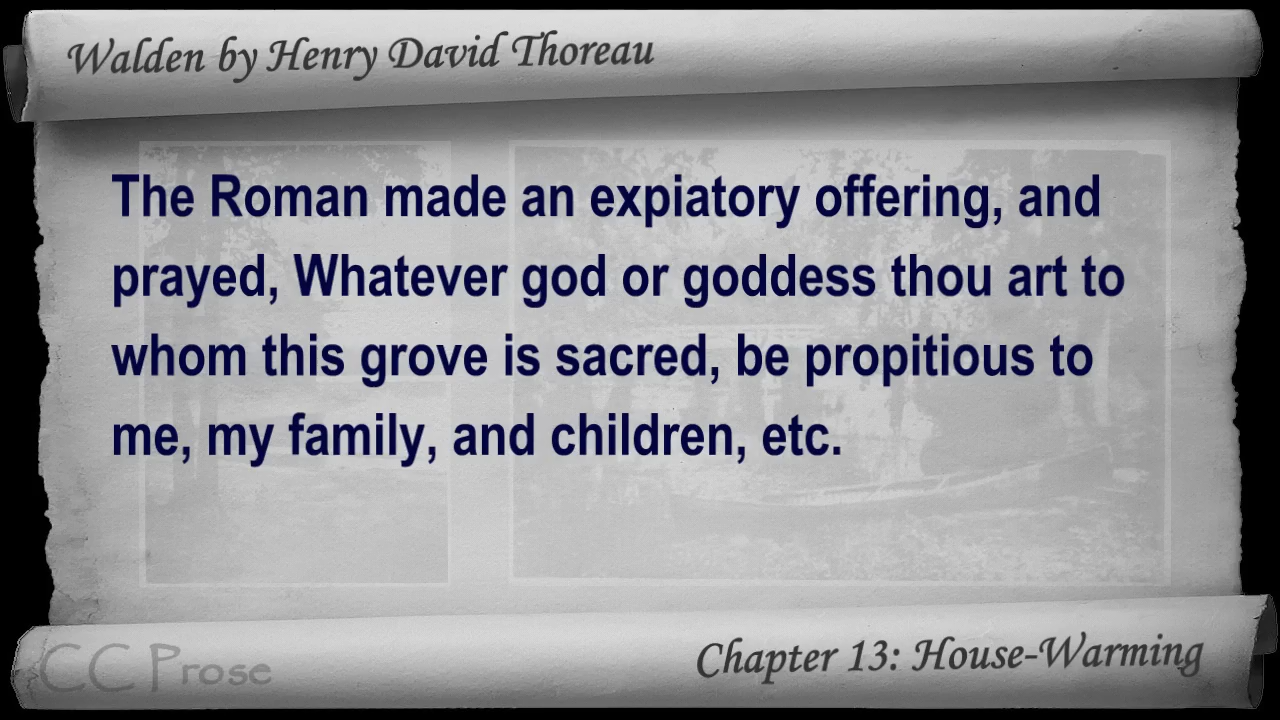 Walden by Henry David Thoreau
The Roman made an expiatory offering, and
prayed, Whatever god or goddess thou art to
whom this grove is sacred, be propitious to
me, my family, and children, etc.
CC Prose
Chapter 13: House-Warming